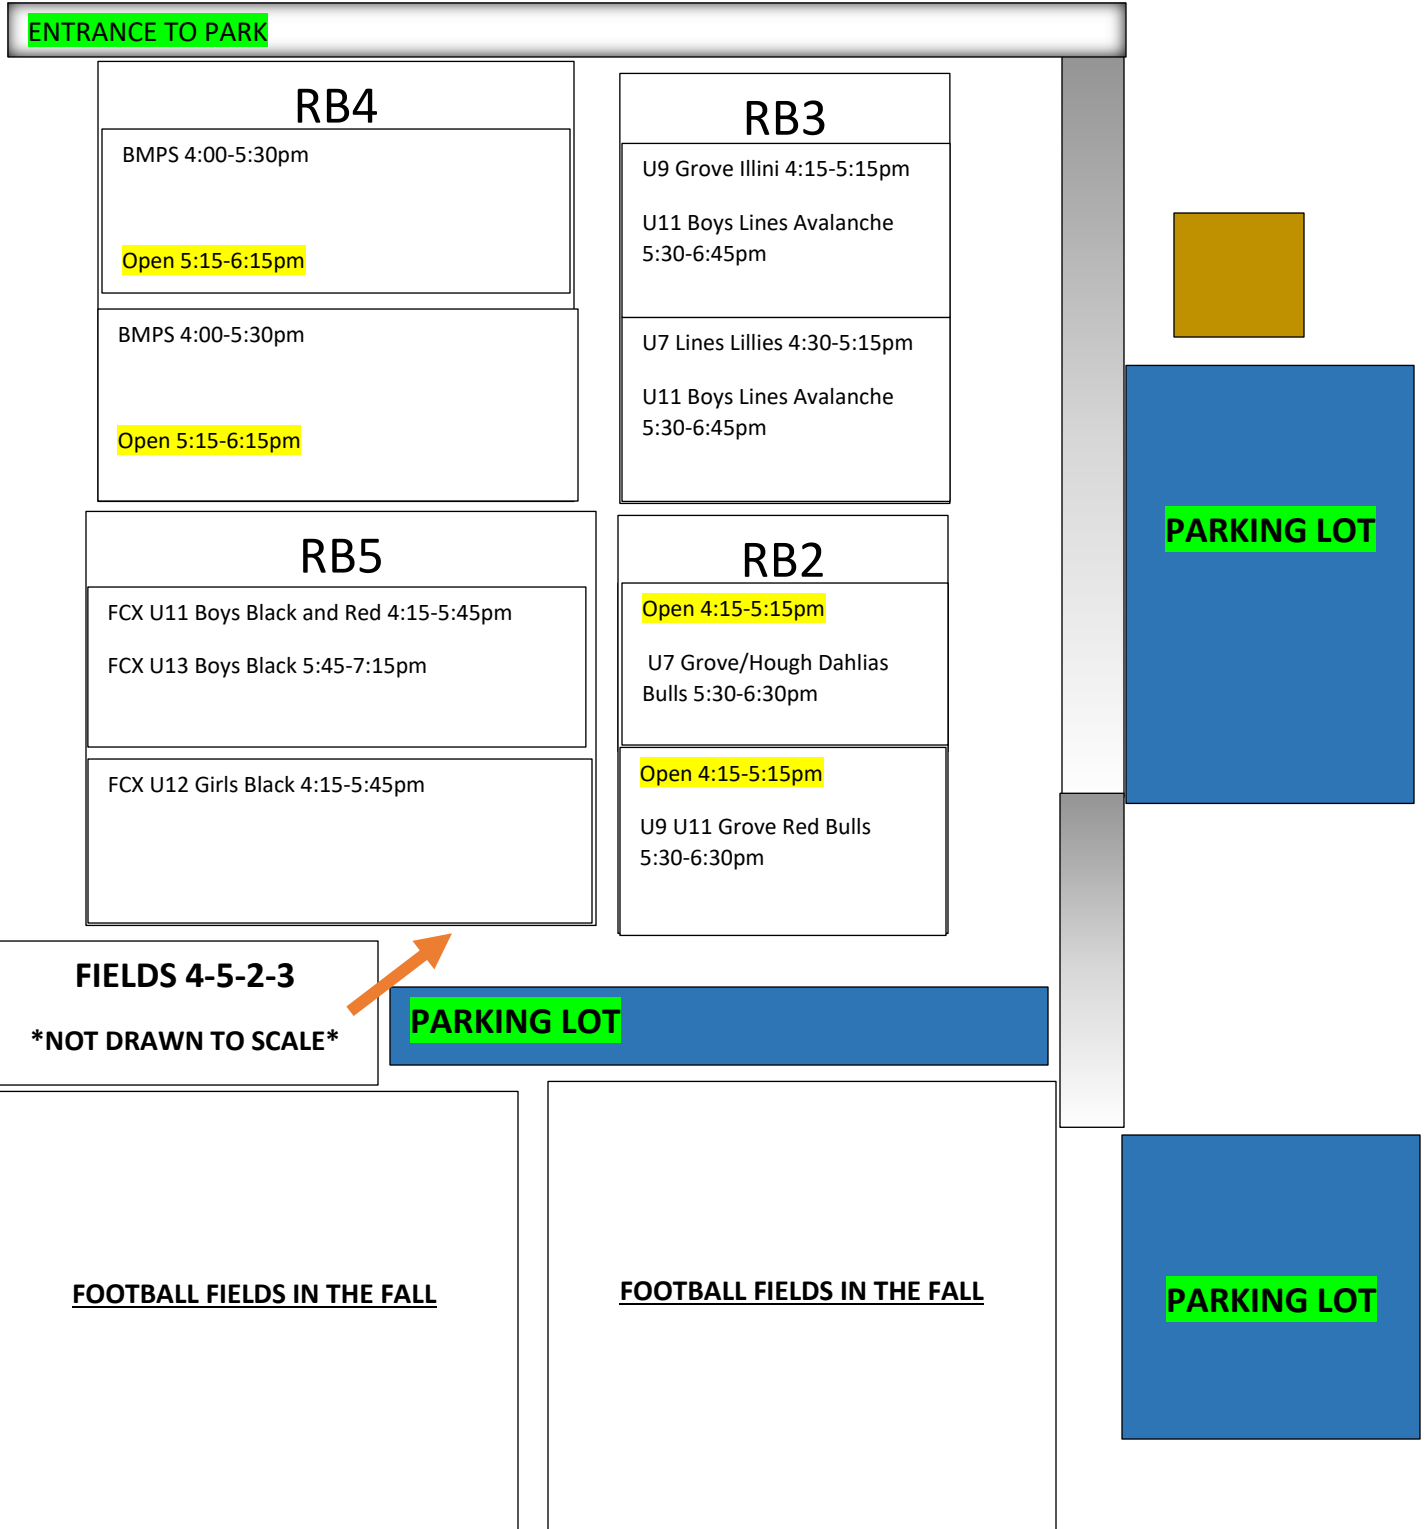 ENTRANCE TO PARK
RB4
BMPS 4:00-5:30pm
Open 5:15-6:15pm
BMPS 4:00-5:30pm
Open 5:15-6:15pm
RB3
U9 Grove Illini 4:15-5:15pm
U11 Boys Lines Avalanche
5:30-6:45pm
U7 Lines Lillies 4:30-5:15pm
U11 Boys Lines Avalanche
5:30-6:45pm
RB5
FCX U11 Boys Black and Red 4:15-5:45pm
FCX U13 Boys Black 5:45-7:15pm
FCX U12 Girls Black 4:15-5:45pm
RB2
Open 4:15-5:15pm
U7 Grove/Hough Dahlias
Bulls 5:30-6:30pm
Open 4:15-5:15pm
U9 U11 Grove Red Bulls
5:30-6:30pm
PARKING LOT
FIELDS 4-5-2-3
*NOT DRAWN TO SCALE*
PARKING LOT
FOOTBALL FIELDS IN THE FALL
FOOTBALL FIELDS IN THE FALL
PARKING LOT